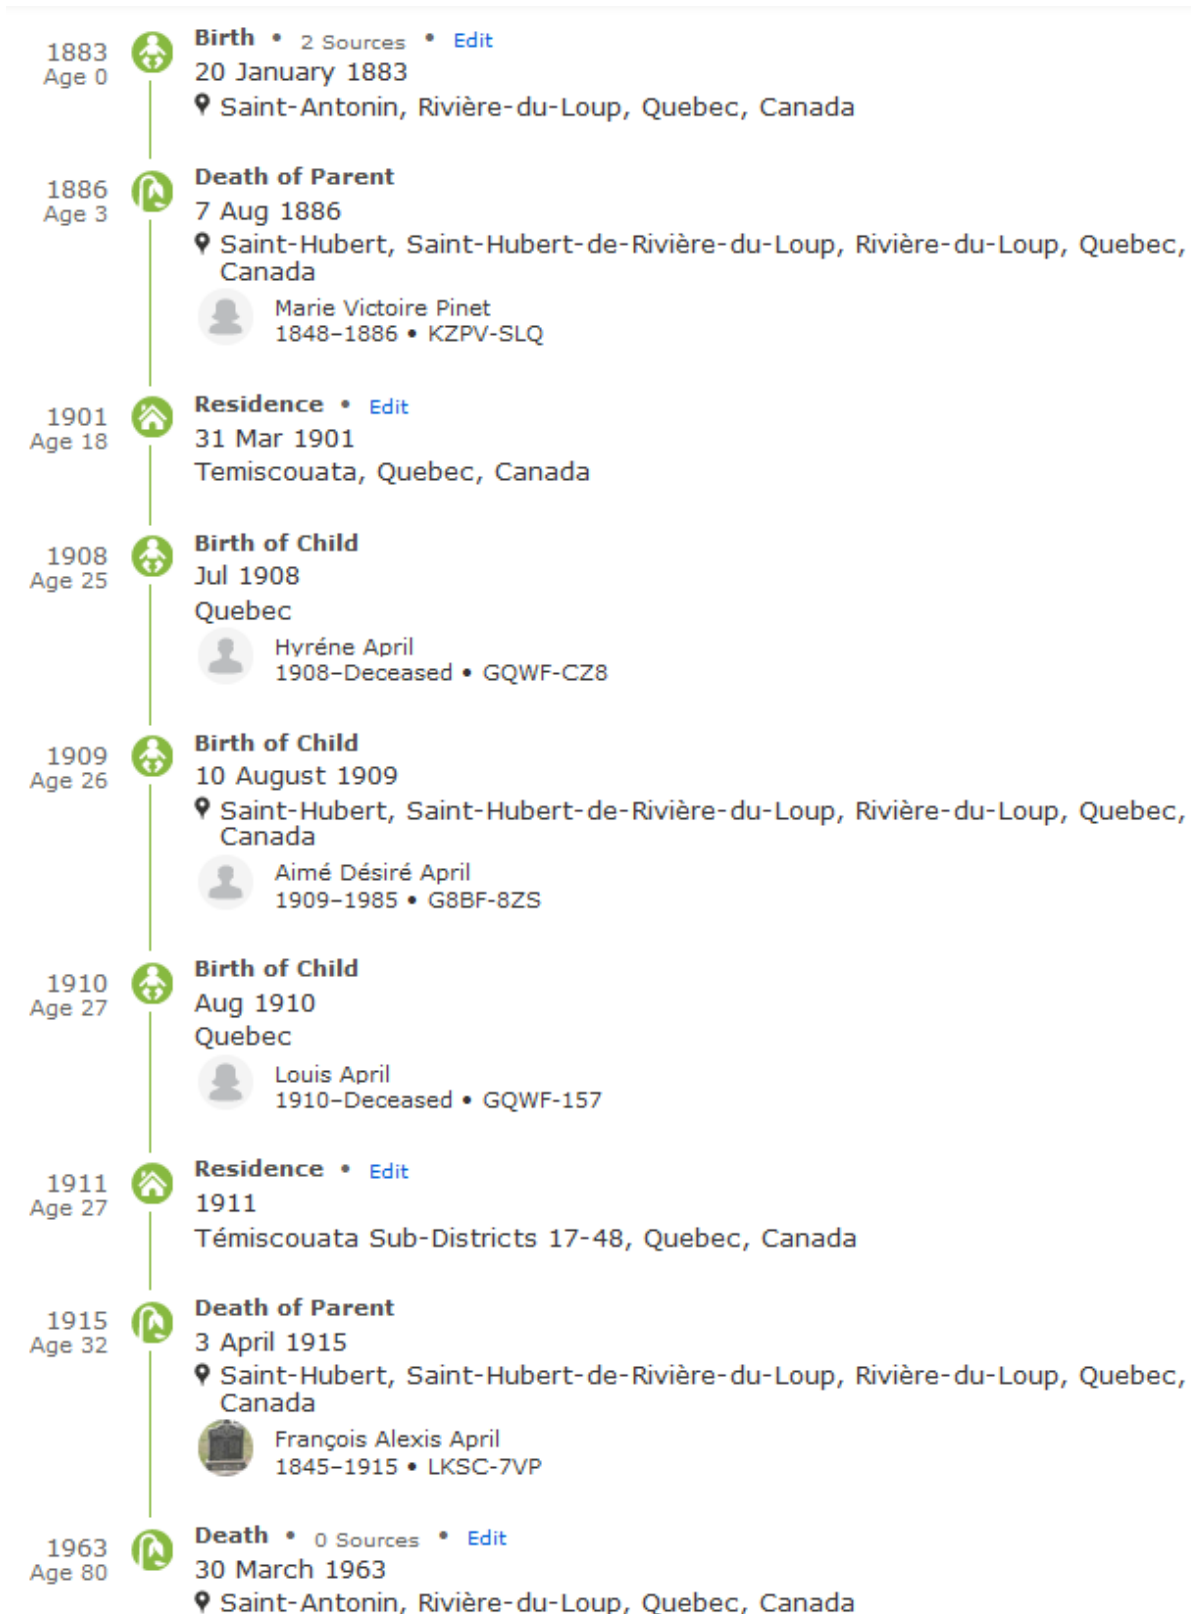 1883
Age 0
Birth • 2 Sources • Edit
20 January 1883
Saint-Antonin, Rivière-du-Loup, Quebec, Canada
1886
Age 3
Death of Parent
7 Aug 1886
Saint-Hubert, Saint-Hubert-de-Rivière-du-Loup, Rivière-du-Loup, Quebec,
Canada
Marie Victoire Pinet
1848–1886 • KZPV-SLQ
1901
Age 18
Residence • Edit
31 Mar 1901
Temiscouata, Quebec, Canada
1908
Age 25
Birth of Child
Jul 1908
Quebec
Hyréne April
1908–Deceased • GQWF-CZ8
1909
Age 26
Birth of Child
10 August 1909
Saint-Hubert, Saint-Hubert-de-Rivière-du-Loup, Rivière-du-Loup, Quebec,
Canada
Aimé Désiré April
1909–1985 • G8BF-8ZS
1910
Age 27
Birth of Child
Aug 1910
Quebec
Louis April
1910–Deceased • GQWF-157
1911
Age 27
Residence • Edit
1911
Témiscouata Sub-Districts 17-48, Quebec, Canada
1915
Age 32
Death of Parent
3 April 1915
Saint-Hubert, Saint-Hubert-de-Rivière-du-Loup, Rivière-du-Loup, Quebec,
Canada
François Alexis April
1845–1915 • LKSC-7VP
1963
Age 80
Death • 0 Sources • Edit
30 March 1963
Saint-Antonin, Rivière-du-Loup, Quebec, Canada